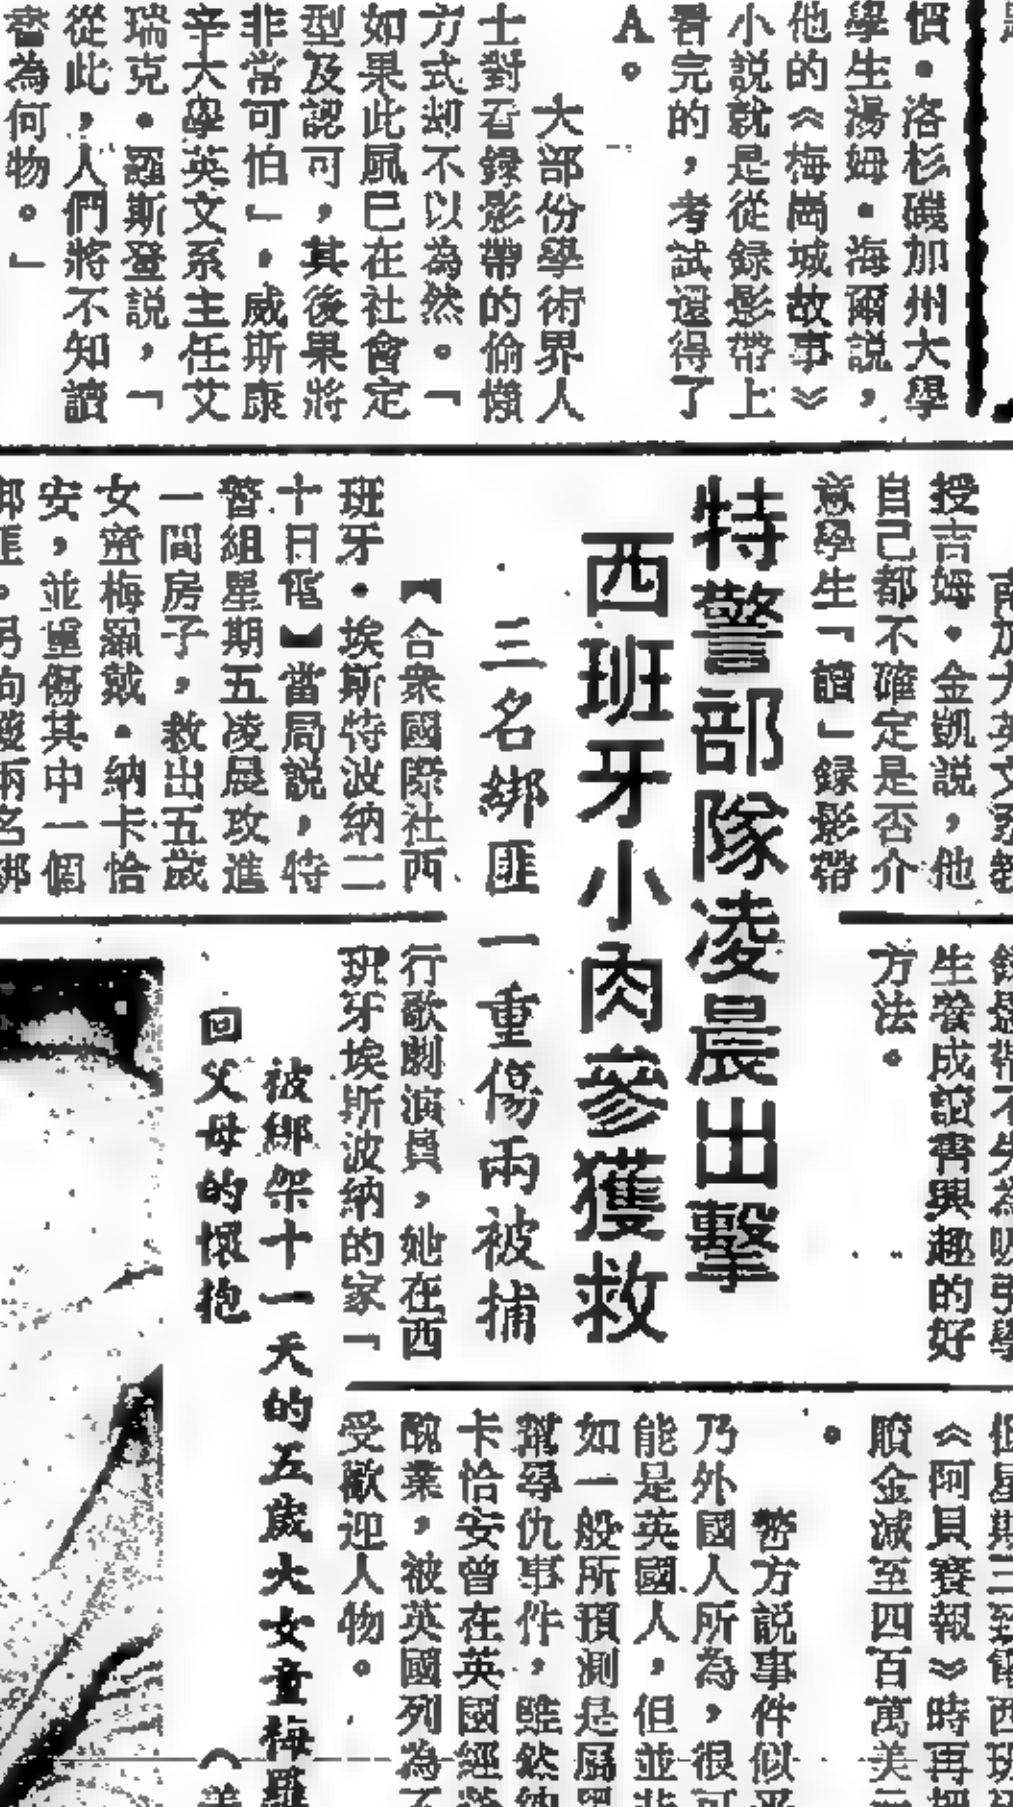 慣・洛杉磯加州大學
學生湯姆・海爾説，
他的《梅崗城故事》
小説就是從録影帶上
看完的，考試還得了
A。
大部份學術界人
士對看録影帶的偷懶
方式却不以為然。「
如果此風已在社會定
型及認可，其後果將
非常可怕」，威斯康
辛大學英文系主任艾
瑞克・羅斯登説，「
從此，人們將不知讀
書為何物。」
授吉姆・金凱説，他
自己都不確定是否介
意學生「讀」録影帶
特警部隊凌晨出擊
西班牙小肉參獲救
三名綁匪一重傷兩被捕
【合衆國際社西
班牙・埃斯特波納二
十日電】當局説，特
警組星期五凌晨攻進
一間房子，救出五歲
女童梅羅戴・納卡恰
安，並重傷其中一個
生養成讀書興趣的好
方法。
行歌劇演員，她在西
班牙埃斯波納的家「
被綁架十一天的五歲大女童梅羅
回父母的懷抱
《阿貝賽報》時再把
贖金減至四百萬美
。
警方説事件似乎
乃外國人所為，很可
能是英國人，但並非
如一般所預測是屬黑
幫尋仇事件，雖然納
卡恰安曾在英國經
醜業，被英國列為不
受歡迎人物。